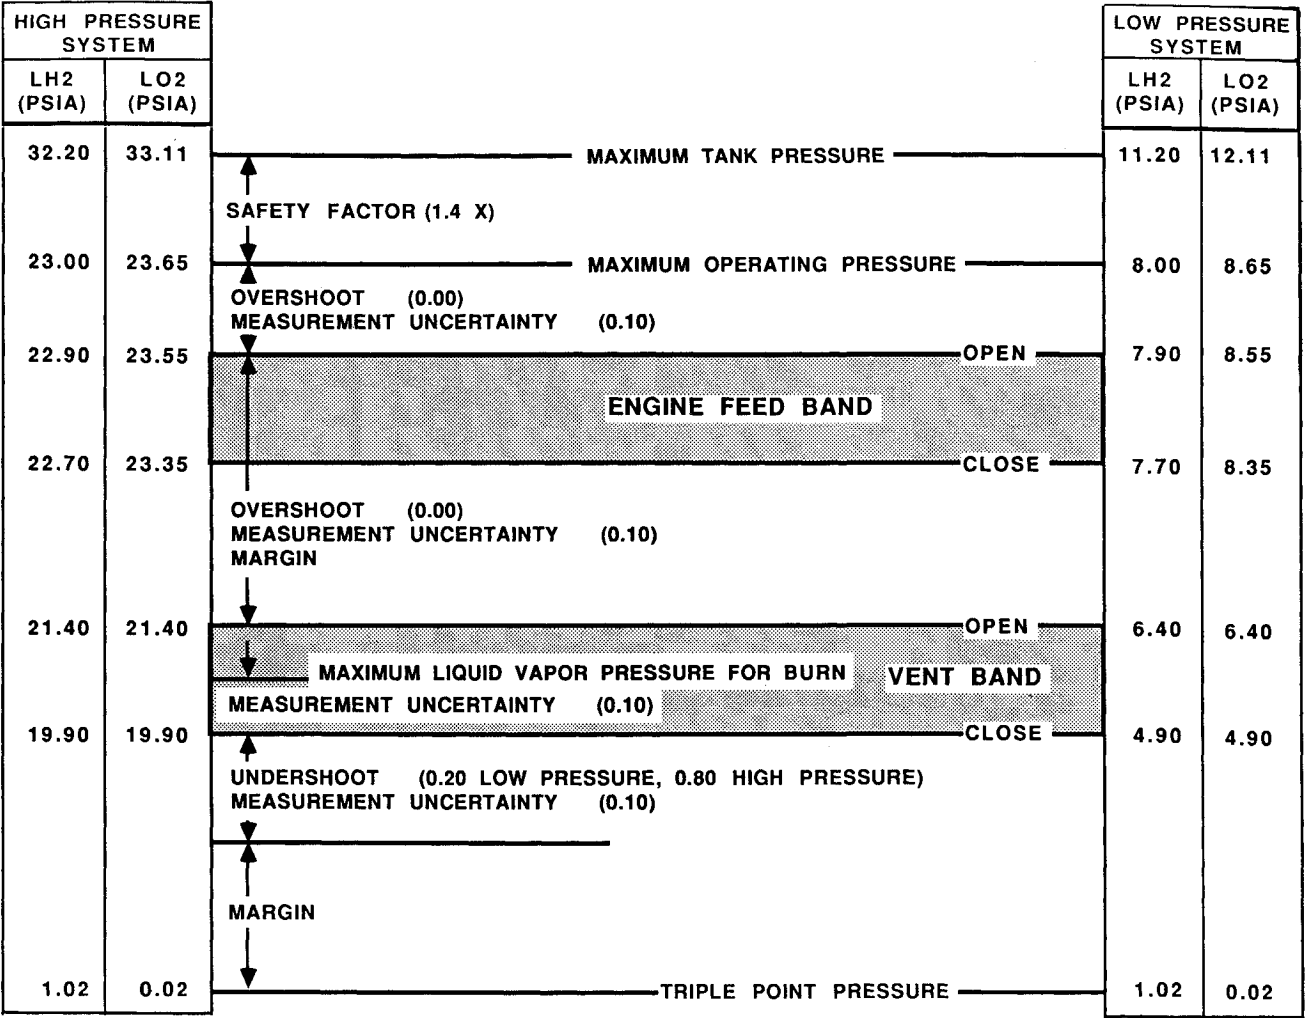 HIGH PRESSURE
SYSTEM
LH2
(PSIA)
LO2
(PSIA)
LOW PRESSURE
SYSTEM
LH2
(PSIA)
LO2
(PSIA)
32.20 33.11 MAXIMUM TANK PRESSURE 11.20 12.11
SAFETY FACTOR (1.4 X)
23.00 23.65 MAXIMUM OPERATING PRESSURE 8.00 8.65
OVERSHOOT (0.00)
MEASUREMENT UNCERTAINTY (0.10)
22.90 23.55 OPEN 7.90 8.55
ENGINE FEED BAND
22.70 23.35 CLOSE 7.70 8.35
OVERSHOOT (0.00)
MEASUREMENT UNCERTAINTY (0.10)
MARGIN
21.40 21.40 OPEN 6.40 6.40
MAXIMUM LIQUID VAPOR PRESSURE FOR BURN VENT BAND
MEASUREMENT UNCERTAINTY (0.10)
19.90 19.90 CLOSE 4.90 4.90
UNDERSHOOT (0.20 LOW PRESSURE, 0.80 HIGH PRESSURE)
MEASUREMENT UNCERTAINTY (0.10)
MARGIN
1.02 0.02 TRIPLE POINT PRESSURE 1.02 0.02